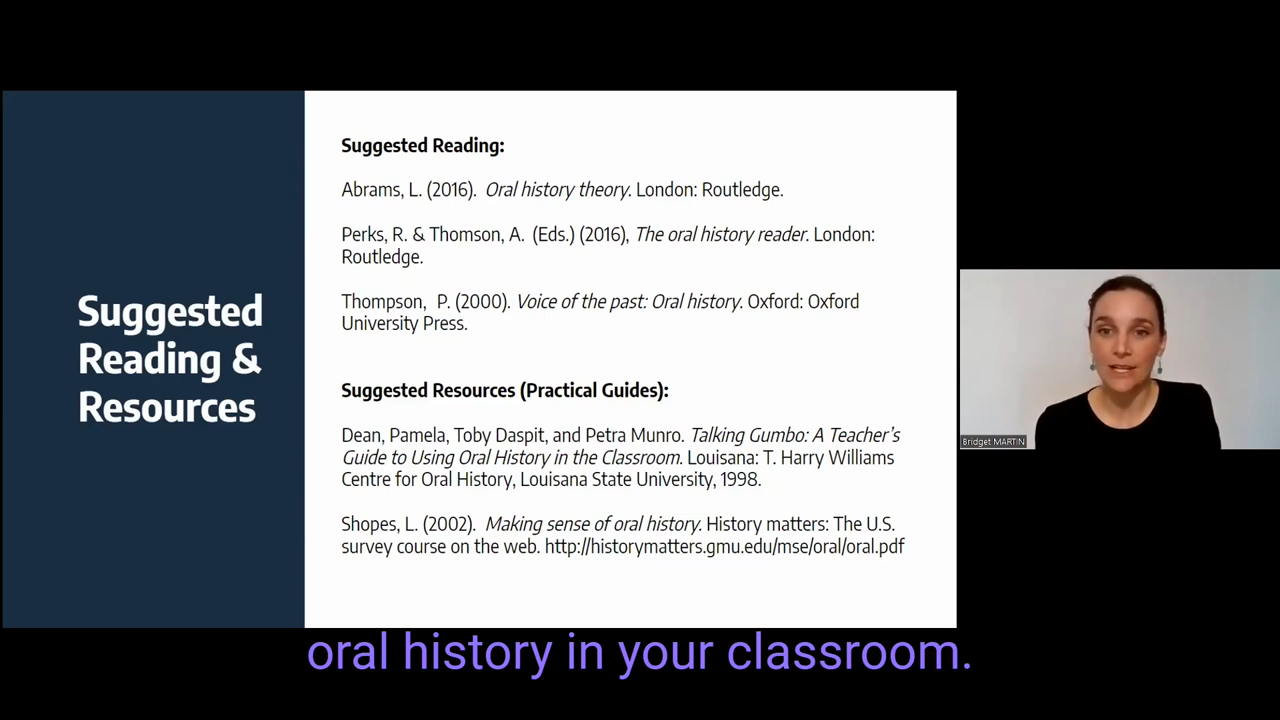 Suggested
Reading &
Resources
Suggested Reading:
Abrams, L. (2016). Oral history theory. London: Routledge.
Perks, R. & Thomson, A. (Eds.) (2016), The oral history reader. London:
Routledge.
Thompson, P. (2000). Voice of the past: Oral history. Oxford: Oxford
University Press.
Suggested Resources (Practical Guides):
Dean, Pamela, Toby Daspit, and Petra Munro. Talking Gumbo: A Teacher's
Guide to Using Oral History in the Classroom. Louisana: T. Harry Williams
Centre for Oral History, Louisana State University, 1998.
Shopes, L. (2002). Making sense of oral history. History matters: The U.S.
survey course on the web. http://historymatters.gmu.edu/mse/oral/oral.pdf
Bridget MARTIN
oral history in your classroom.